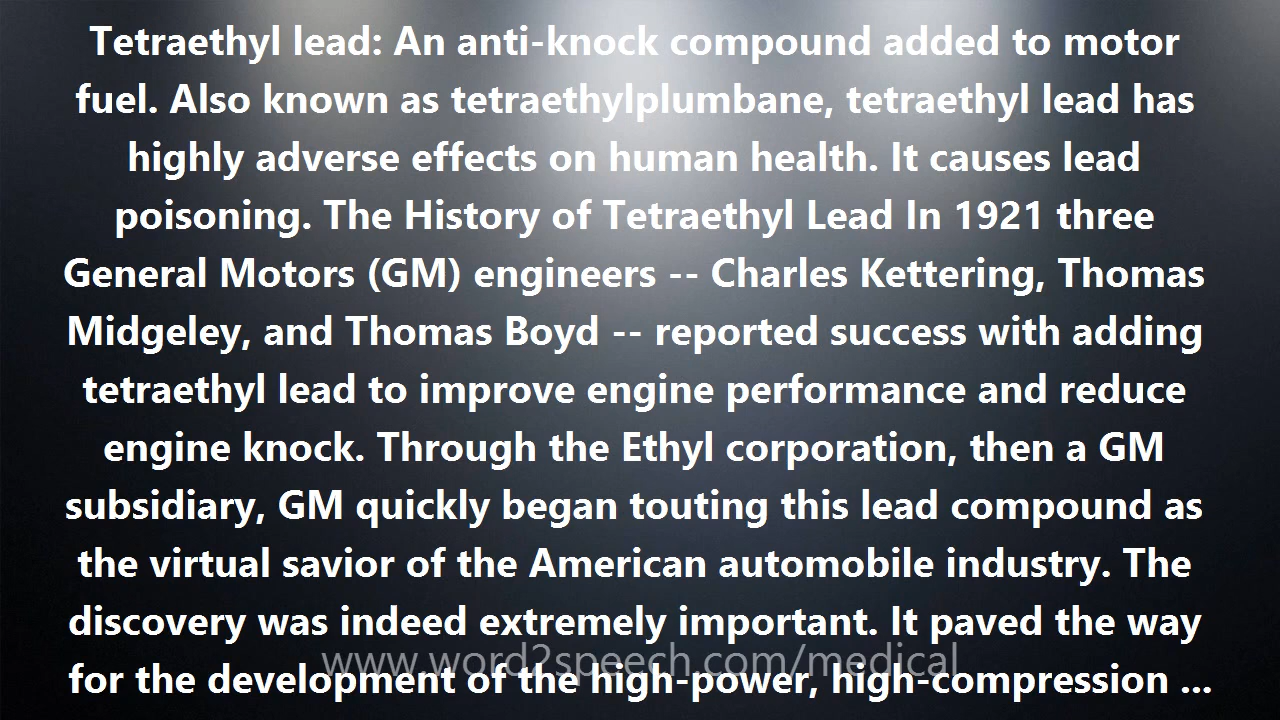 Tetraethyl lead: An anti-knock compound added to motor
fuel. Also known as tetraethylplumbane, tetraethyl lead has
highly adverse effects on human health. It causes lead
poisoning. The History of Tetraethyl Lead In 1921 three
General Motors (GM) engineers -- Charles Kettering, Thomas
Midgeley, and Thomas Boyd -- reported success with adding
tetraethyl lead to improve engine performance and reduce
engine knock. Through the Ethyl corporation, then a GM
subsidiary, GM quickly began touting this lead compound as
the virtual savior of the American automobile industry. The
discovery was indeed extremely important. It paved the way
www.word2speech.com/medical
for the development of the high-power, high-compression ...